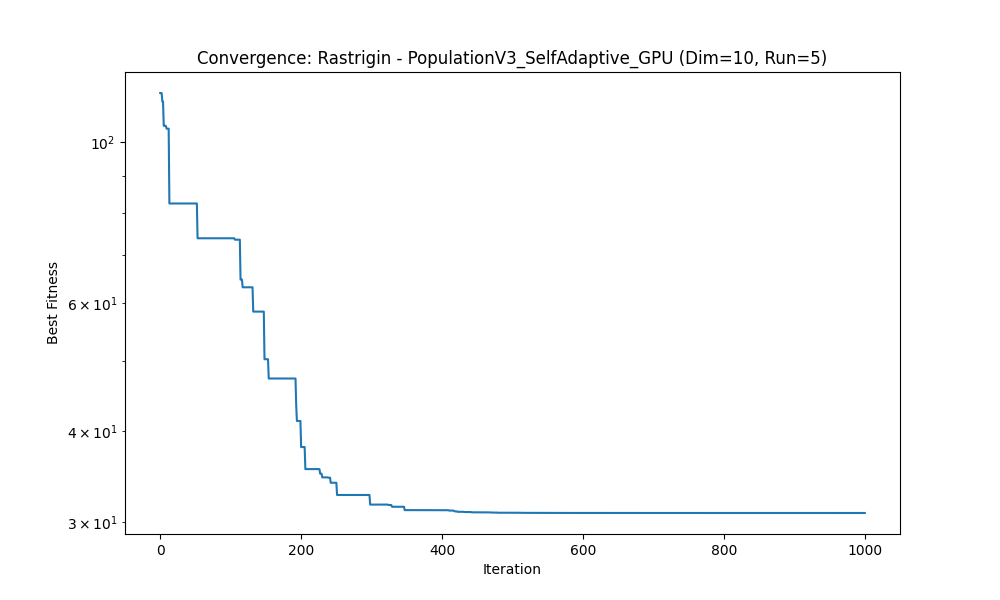 Convergence: Rastrigin - PopulationV3_SelfAdaptive_GPU (Dim=10, Run=5)
Best Fitness
10²
6 × 10¹
4 × 10¹
3 × 10¹
0 200 400 600 800 1000
Iteration